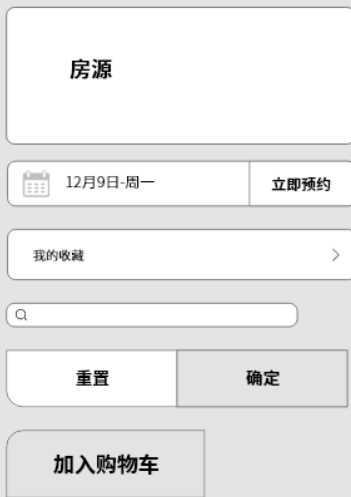 房源
12月9日-周一 立即预约
我的收藏
重置 确定
加入购物车